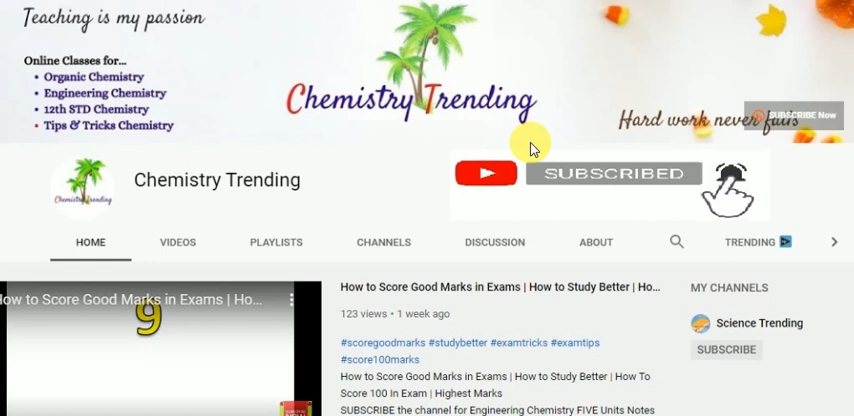 Teaching is my passion
Online Classes for...
• Organic Chemistry
• Engineering Chemistry
• 12th STD Chemistry
• Tips & Tricks Chemistry
Chemistry Trending
Hard work never fails
SUBSCRIBE Now
Chemistry Trending
Chemistry Trending
SUBSCRIBED
HOME VIDEOS PLAYLISTS CHANNELS DISCUSSION ABOUT TRENDING
How to Score Good Marks in Exams | Ho...
9
How to Score Good Marks in Exams | How to Study Better | Ho...
123 views • 1 week ago
#scoregoodmarks #studybetter #examtricks #examtips
#score100marks
How to Score Good Marks in Exams | How to Study Better | How To
Score 100 In Exam | Highest Marks
SUBSCRIBE the channel for Engineering Chemistry FIVE Units Notes
MY CHANNELS
Science Trending
SUBSCRIBE